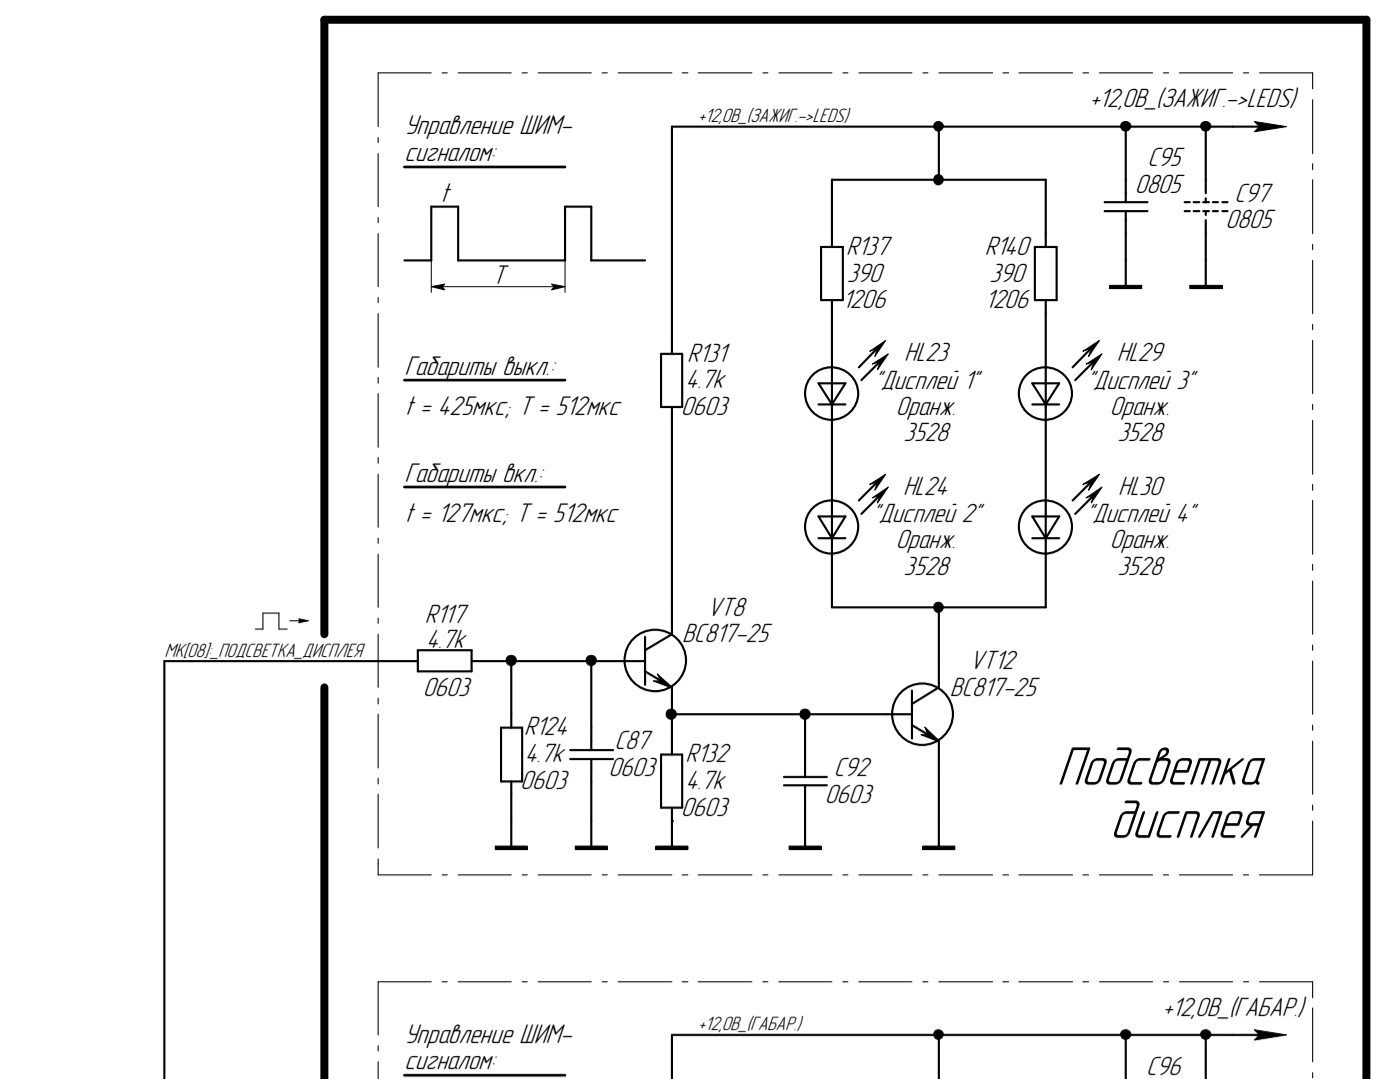 +12,0В_(ЗАЖИГ.->LEDS)
+12,0В_(ЗАЖИГ.->LEDS)
Управление ШИМ-
сигналом:
t
T
C95
0805
C97
0805
R137
390
1206
R140
390
1206
Габариты выкл.:
t = 425мкс; T = 512мкс
R131
4.7k
0603
HL23
"Дисплей 1"
Оранж.
3528
HL29
"Дисплей 3"
Оранж.
3528
Габариты вкл.:
t = 127мкс; T = 512мкс
HL24
"Дисплей 2"
Оранж.
3528
HL30
"Дисплей 4"
Оранж.
3528
МК[08]:_ПОДСВЕТКА_ДИСПЛЕЯ
R117
4.7k
0603
VT8
BC817-25
VT12
BC817-25
R124
4.7k
0603
C87
0603
R132
4.7k
0603
C92
0603
Подсветка
дисплея
+12,0В_(ГАБАР.)
+12,0В_(ГАБАР.)
Управление ШИМ-
сигналом:
C96